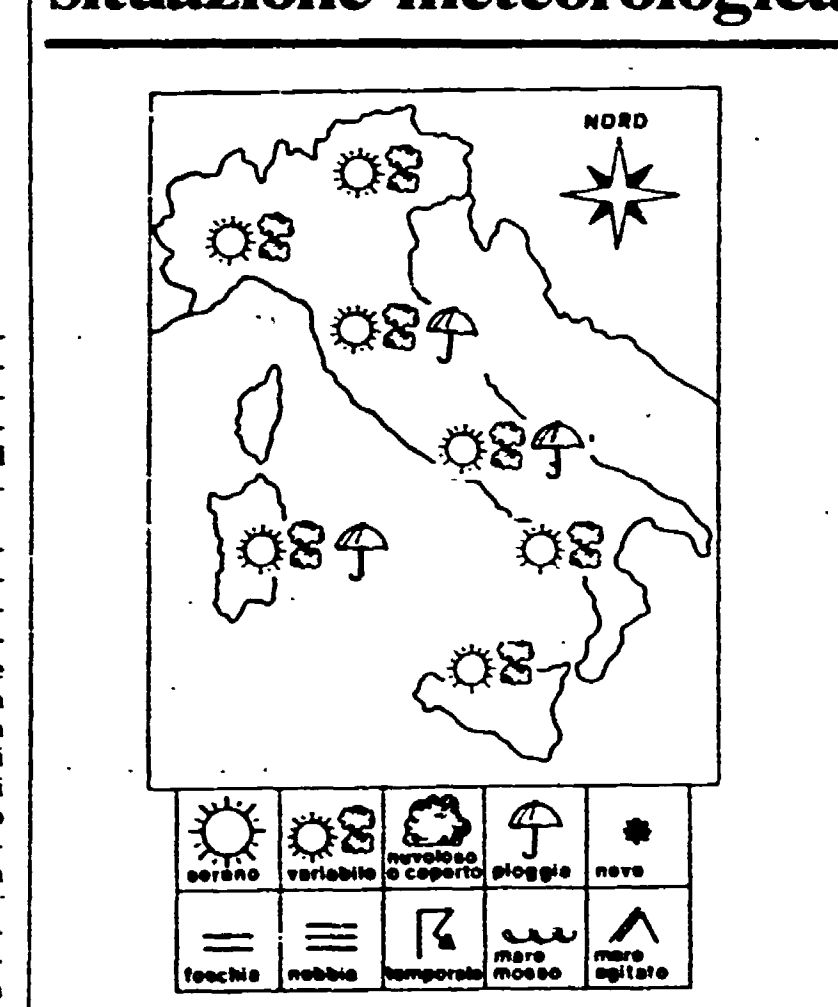 situazione meteorologica
NORD
sereno
variabile
nuvoloso
o coperto
pioggia
neve
foschia
nebbia
temporale
mare
mosso
mare
agitato